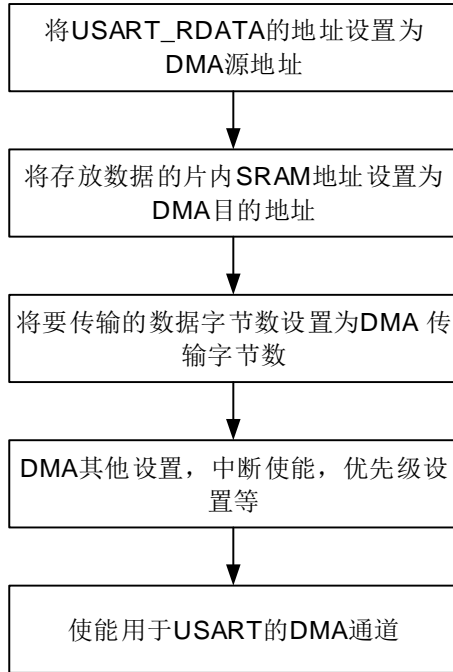 将USART_RDATA的地址设置为
DMA源地址
将存放数据的片内SRAM地址设置为
DMA目的地址
将要传输的数据字节数设置为DMA 传
输字节数
DMA其他设置，中断使能，优先级设
置等
使能用于USART的DMA通道